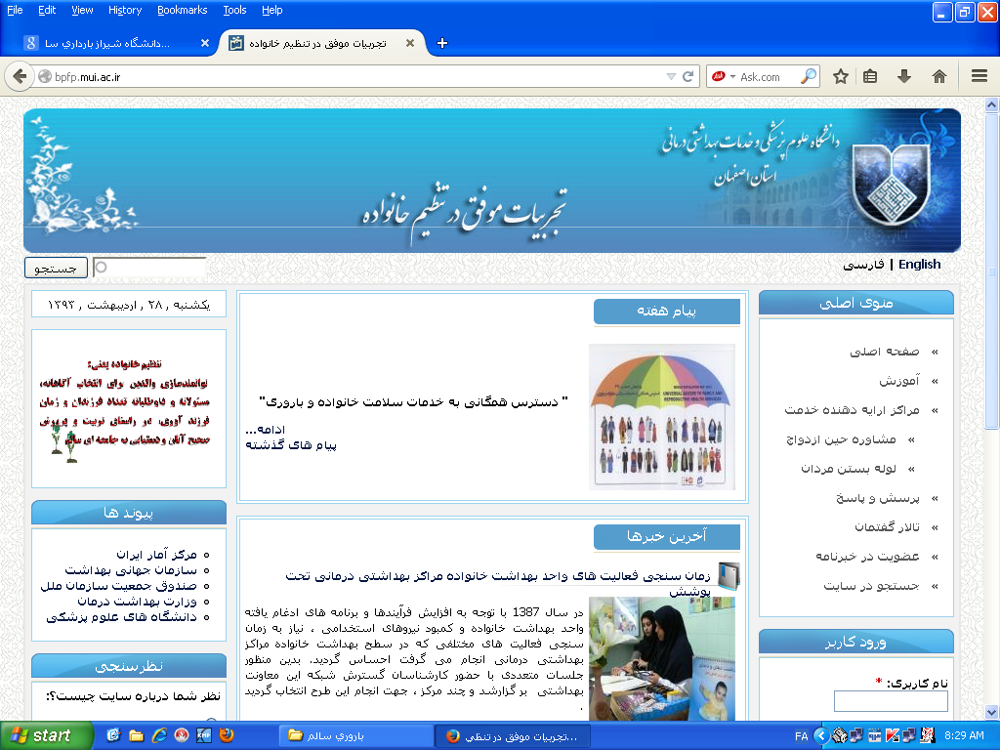 File Edit View History Bookmarks Tools Help
دانشگاه شیراز بارداري سا...
تجربیات موفق در تنظیم خانواده
bpfp.mui.ac.ir
Ask.com
دانشگاه علوم پزشکی و خدمات بهداشتی درمانی
استان اصفهان
تجربیات موفق در تنظیم خانواده
English | فارسی
جستجو
منوی اصلی
صفحه اصلی
آموزش
مراکز ارایه دهنده خدمت
مشاوره حین ازدواج
لوله بستن مردان
پرسش و پاسخ
تالار گفتمان
عضویت در خبرنامه
جستجو در سایت
ورود کاربر
نام کاربری: *
پیام هفته
UNIVERSAL ACCESS TO FAMILY AND
REPRODUCTIVE HEALTH SERVICES
" دسترس همگانی به خدمات سلامت خانواده و باروری"
ادامه...
پیام های گذشته
آخرین خبرها
زمان سنجی فعالیت های واحد بهداشت خانواده مراکز بهداشتی درمانی تحت
پوشش
در سال 1387 با توجه به افزایش فرآیندها و برنامه های ادغام یافته
واحد بهداشت خانواده و کمبود نیروهای استخدامی ، نیاز به زمان
سنجی فعالیت های مختلفی که در سطح بهداشت خانواده مراکز
بهداشتی درمانی انجام می گرفت احساس گردید. بدین منظور
جلسات متعددی با حضور کارشناسان گسترش شبکه این معاونت
بهداشتی برگزارشد و چند مرکز ، جهت انجام این طرح انتخاب گردید
.
یکشنبه , ۲۸ , اردیبهشت , ۱۳۹۳
تنظیم خانواده یعنی:
توانمندسازی والدین برای انتخاب آگاهانه،
مسئولانه و داوطلبانه تعداد فرزندان و زمان
فرزند آوری، در راستای تربیت و پرورش
صحیح آنان و دستیابی به جامعه ای سالم
پیوند ها
مرکز آمار ایران
سازمان جهانی بهداشت
صندوق جمعیت سازمان ملل
وزارت بهداشت درمان
دانشگاه های علوم پزشکی
نظرسنجی
نظر شما درباره سایت چیست؟:
start
باروري سالم
تجربیات موفق در تنظي...
FA
8:29 AM